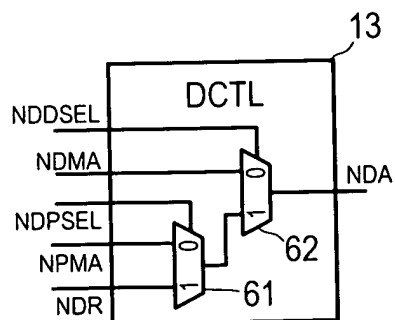 13
DCTL
NDDSEL
NDMA
0
NDA
NDPSEL
1
NPMA
0
62
NDR
1
61